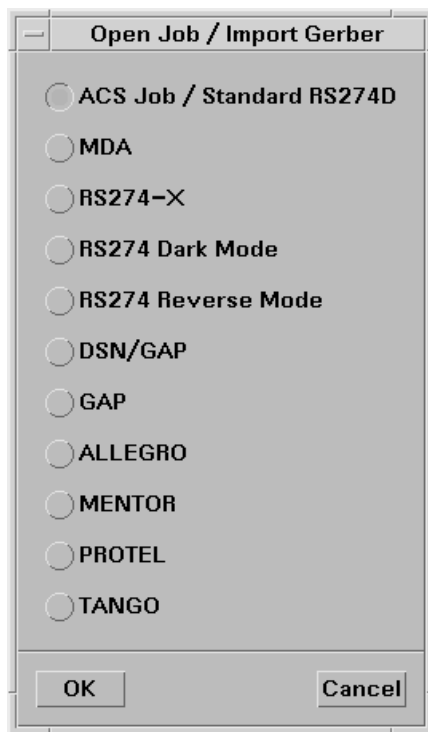 Open Job / Import Gerber
ACS Job / Standard RS274D
MDA
RS274-X
RS274 Dark Mode
RS274 Reverse Mode
DSN/GAP
GAP
ALLEGRO
MENTOR
PROTEL
TANGO
OK Cancel